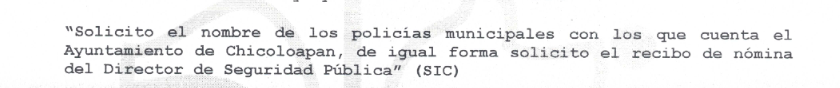 "Solicito el nombre de los policías municipales con los que cuenta el
Ayuntamiento de Chicoloapan, de igual forma solicito el recibo de nómina
del Director de Seguridad Pública" (SIC)